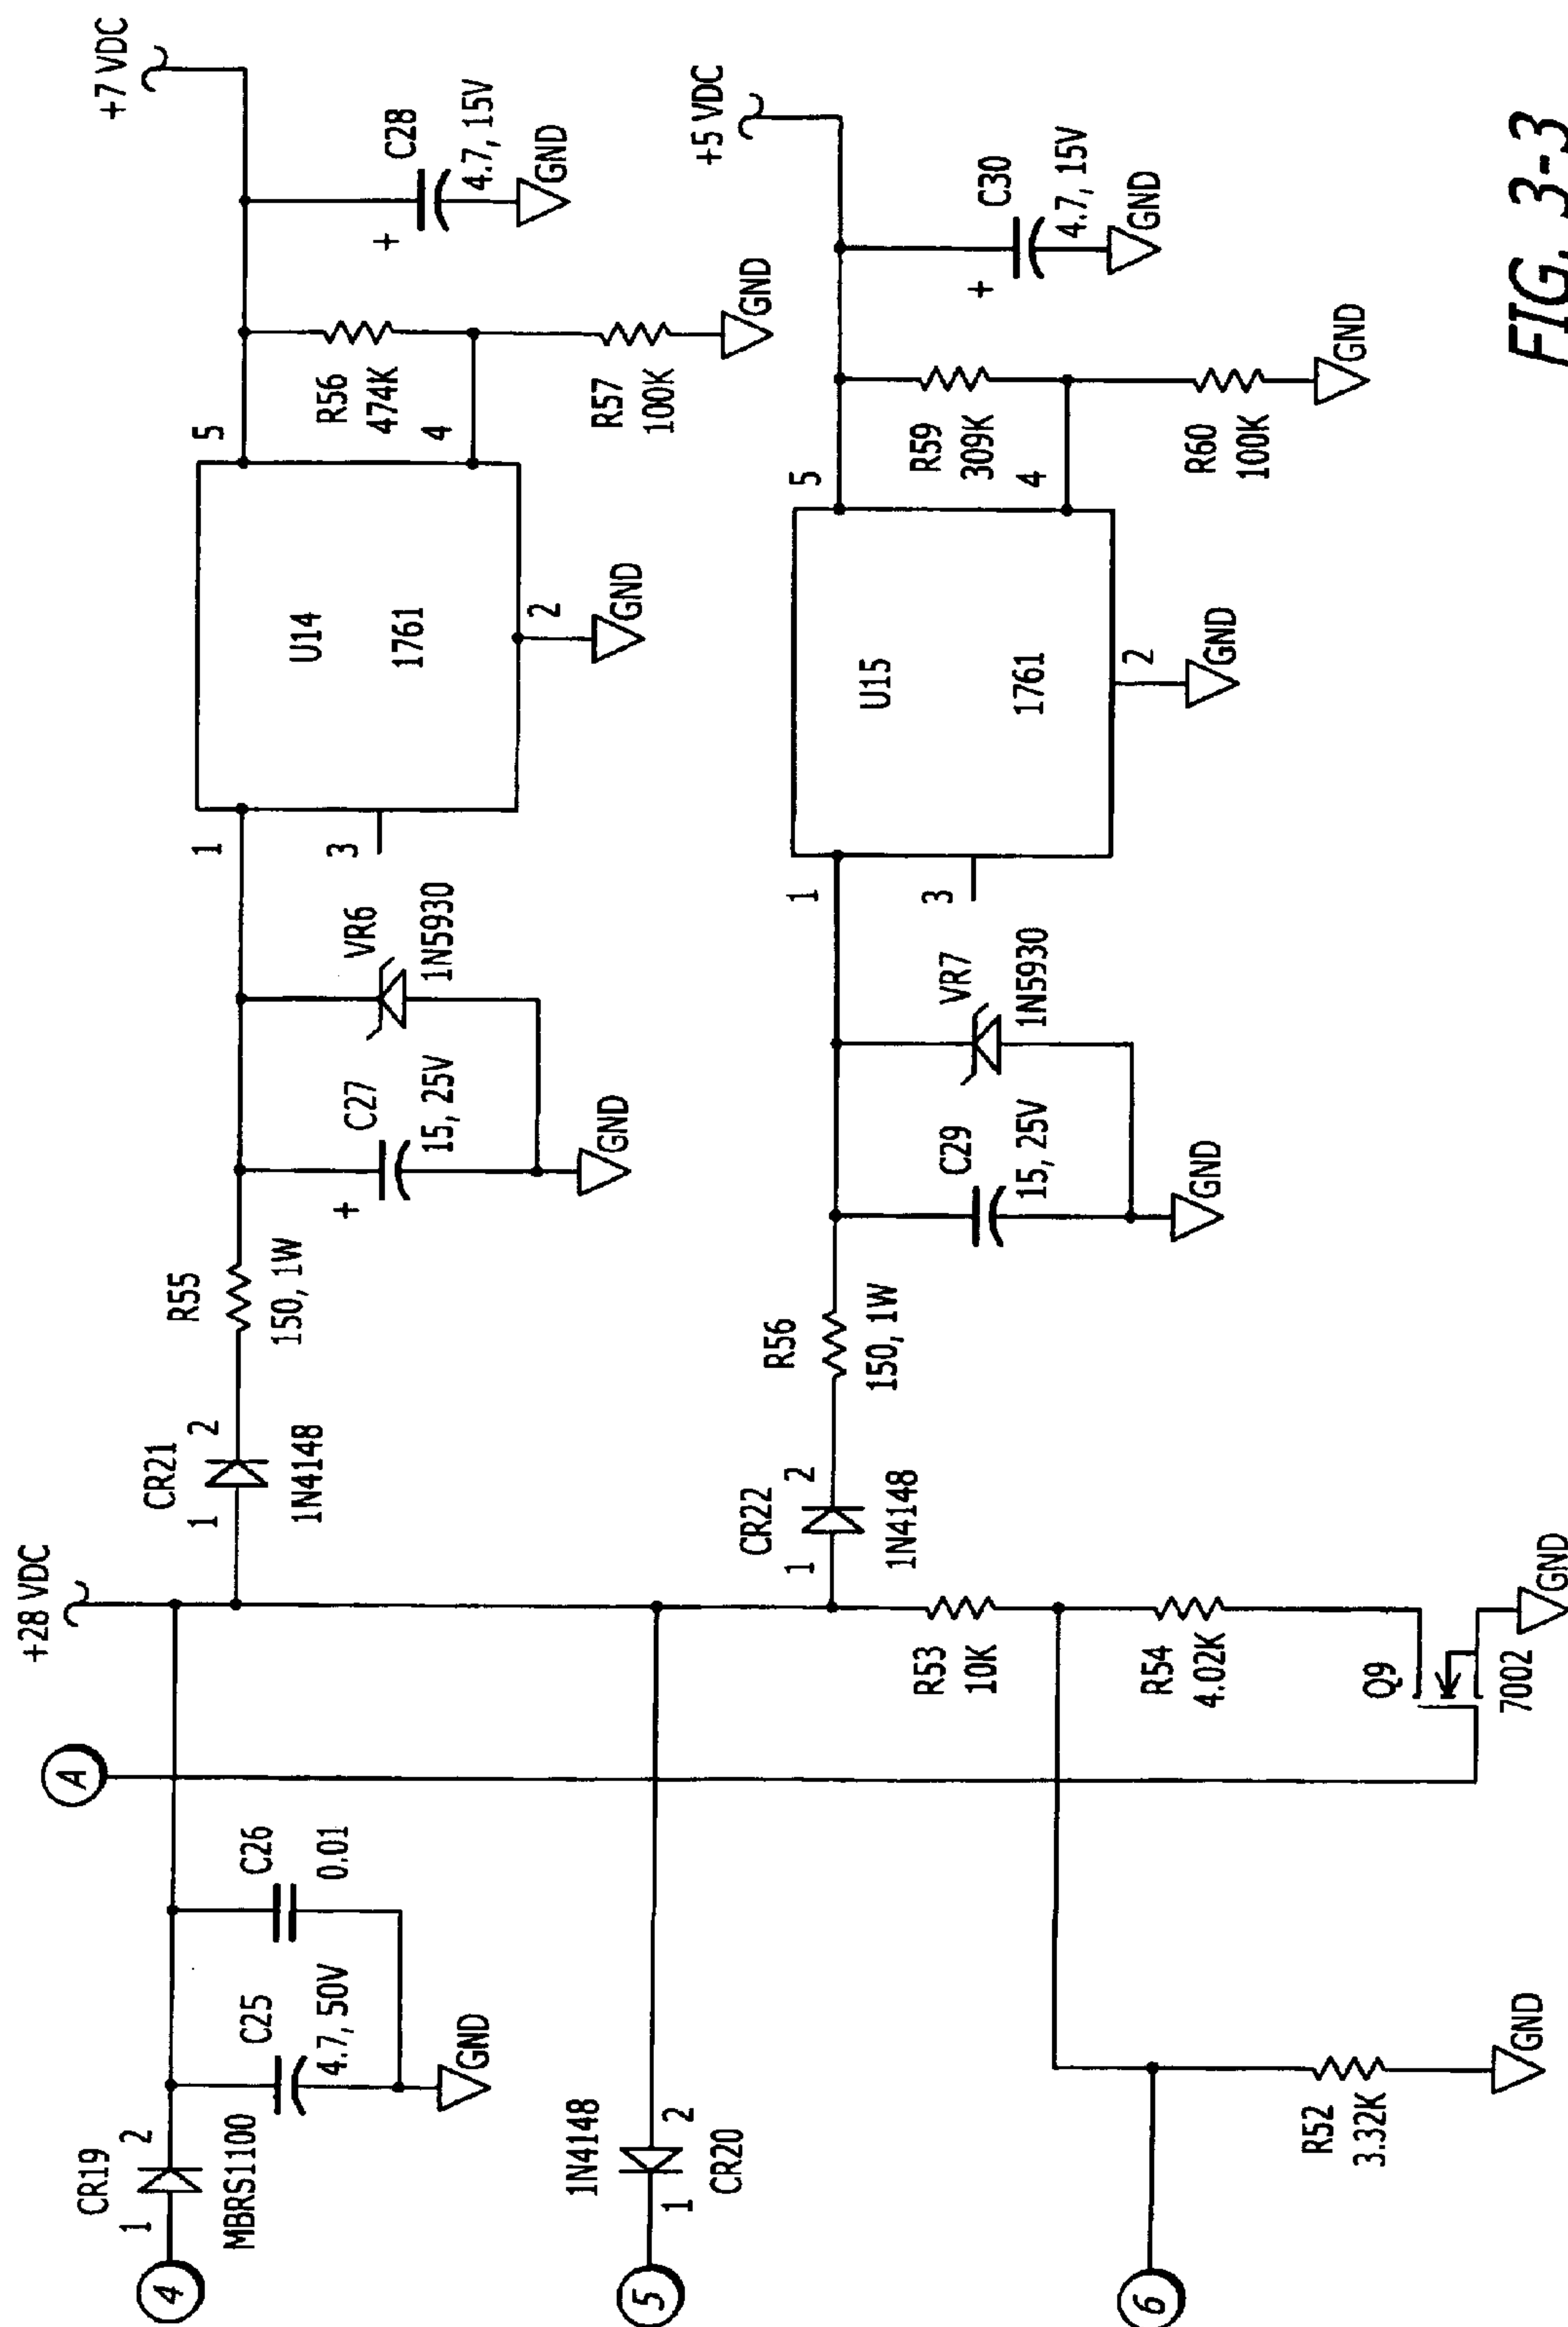 +28 VDC
+7 VDC
+5 VDC
A
4
CR19
1
2
MBRS1100
C25
4.7, 50V
C26
0.01
GND
CR21
1
2
1N4148
R55
150, 1W
+
C27
15, 25V
GND
VR6
1N5930
1
3
U14
1761
2
GND
5
4
R56
474K
R57
100K
GND
+
C28
4.7, 15V
GND
5
1N4148
1
2
CR20
CR22
1
2
1N4148
R56
150, 1W
C29
15, 25V
GND
VR7
1N5930
1
3
U15
1761
2
GND
5
4
R59
309K
R60
100K
GND
+
C30
4.7, 15V
GND
6
R52
3.32K
GND
R53
10K
R54
4.02K
Q9
7002
GND
FIG. 3-3